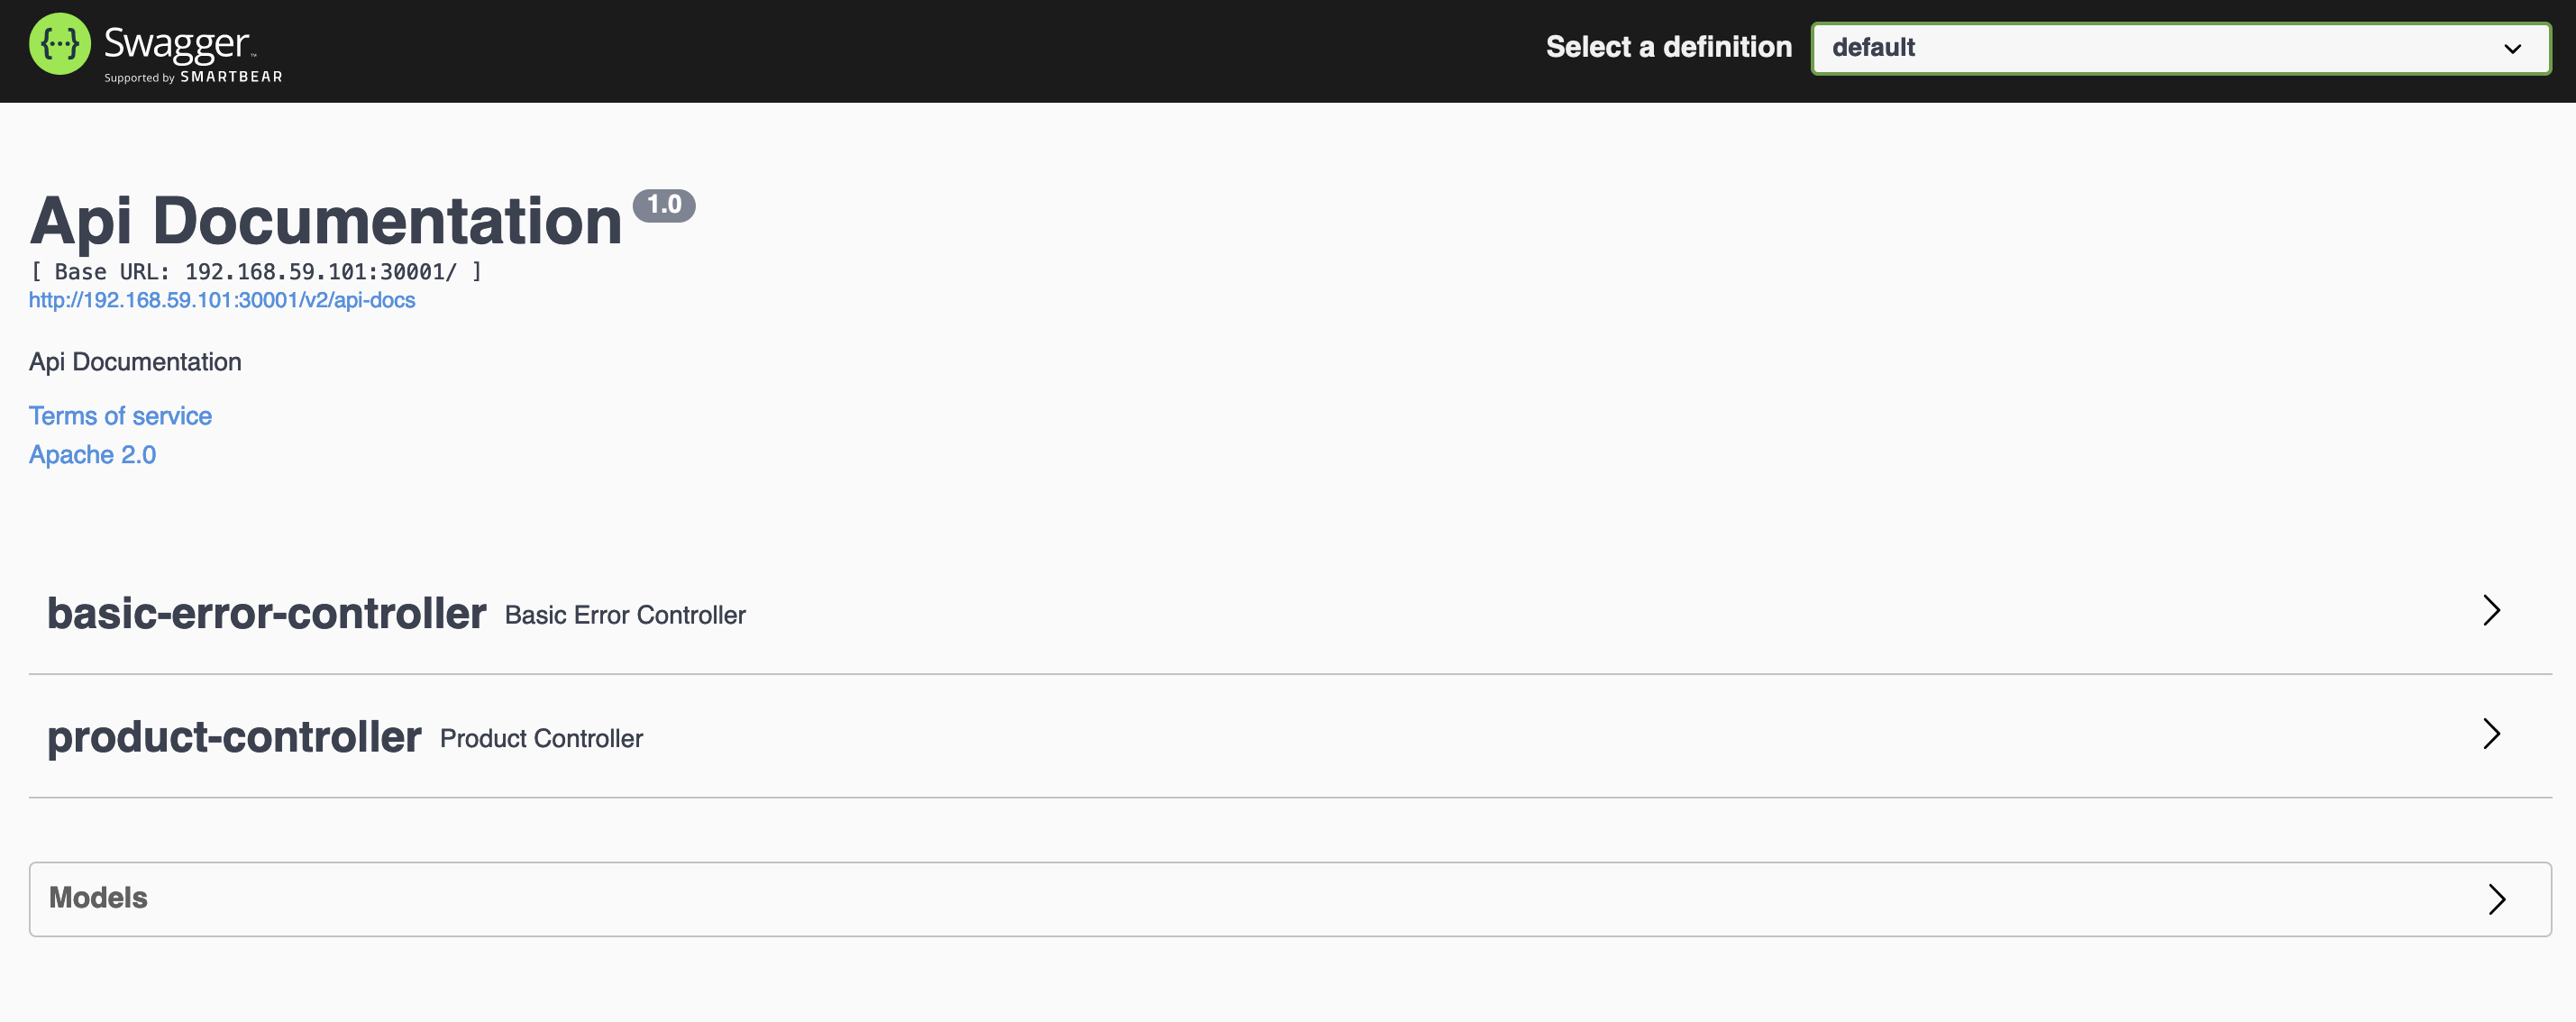 {···} Swagger™
Supported by SMARTBEAR
Select a definition
default
Api Documentation 1.0
[ Base URL: 192.168.59.101:30001/ ]
http://192.168.59.101:30001/v2/api-docs
Api Documentation
Terms of service
Apache 2.0
basic-error-controller Basic Error Controller
product-controller Product Controller
Models